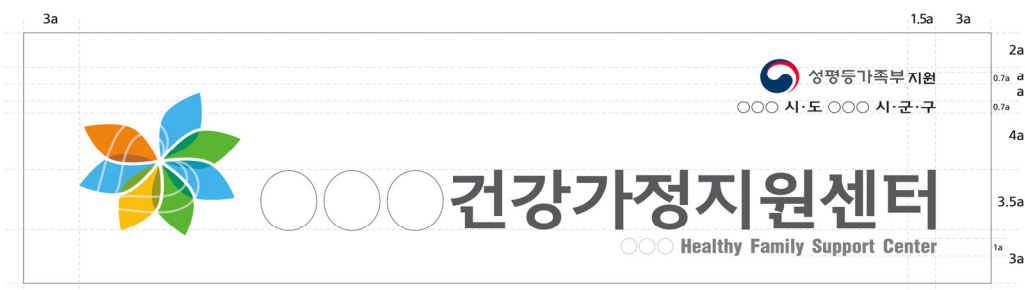 3a 1.5a 3a
2a
성평등가족부 지원 0.7a a
a
○○○ 시·도 ○○○ 시·군·구 0.7a
4a
○○○건강가정지원센터 3.5a
○○○ Healthy Family Support Center 1a
3a